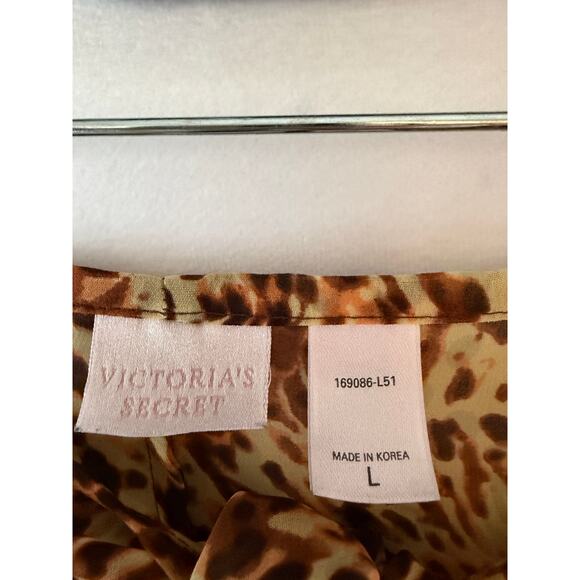 VICTORIA'S
SECRET
169086-L51
MADE IN KOREA
L